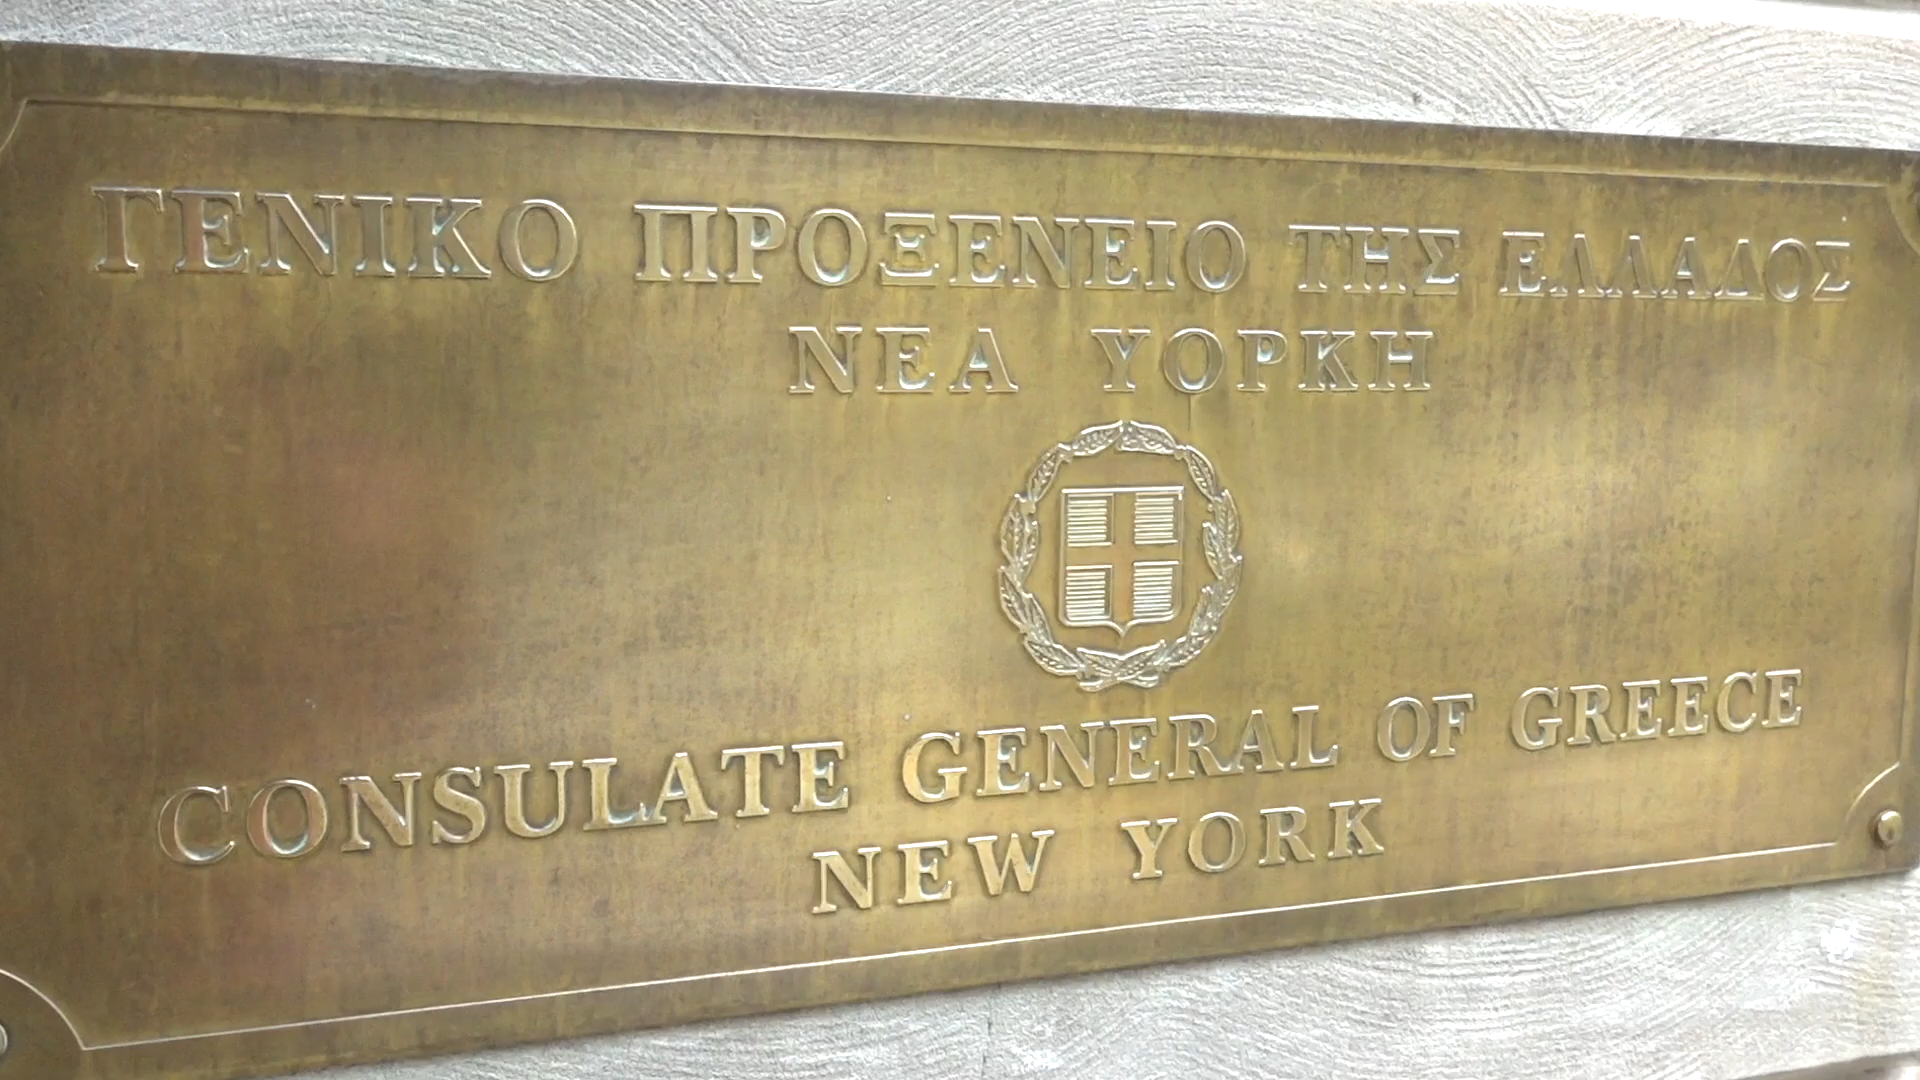 ΓΕΝΙΚΟ ΠΡΟΞΕΝΕΙΟ ΤΗΣ ΕΛΛΑΔΟΣ
ΝΕΑ ΥΟΡΚΗ
CONSULATE GENERAL OF GREECE
NEW YORK